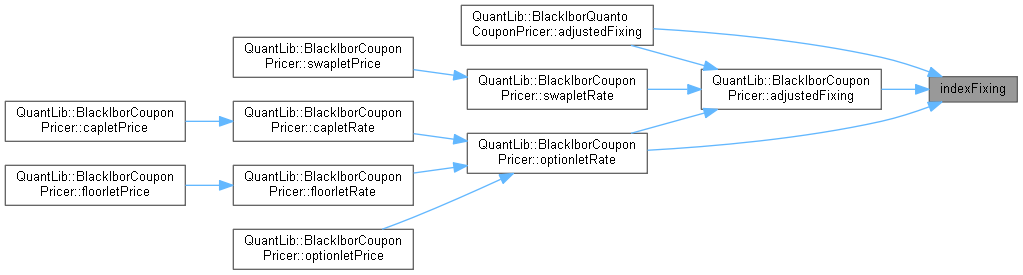 QuantLib::BlackIborQuanto
CouponPricer::adjustedFixing
QuantLib::BlackIborCoupon
Pricer::swapletPrice
QuantLib::BlackIborCoupon
Pricer::swapletRate
QuantLib::BlackIborCoupon
Pricer::adjustedFixing
indexFixing
QuantLib::BlackIborCoupon
Pricer::capletPrice
QuantLib::BlackIborCoupon
Pricer::capletRate
QuantLib::BlackIborCoupon
Pricer::optionletRate
QuantLib::BlackIborCoupon
Pricer::floorletPrice
QuantLib::BlackIborCoupon
Pricer::floorletRate
QuantLib::BlackIborCoupon
Pricer::optionletPrice